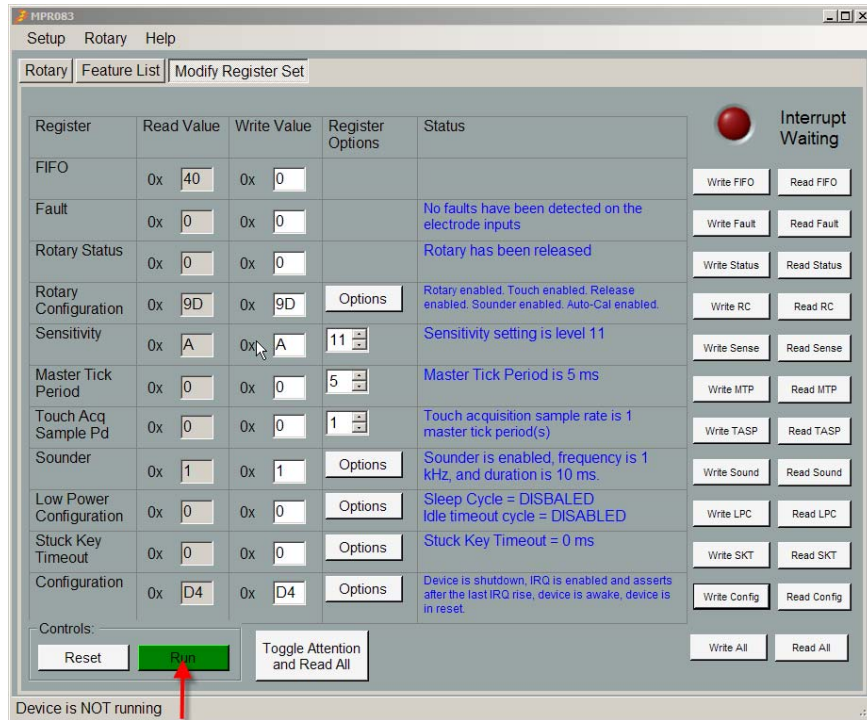 MPR083
Setup Rotary Help
Rotary Feature List Modify Register Set
Register Read Value Write Value Register Options Status
Interrupt Waiting
FIFO 0x 40 0x 0 Write FIFO Read FIFO
Fault 0x 0 0x 0 No faults have been detected on the electrode inputs Write Fault Read Fault
Rotary Status 0x 0 0x 0 Rotary has been released Write Status Read Status
Rotary Configuration 0x 9D 0x 9D Options Rotary enabled. Touch enabled. Release enabled. Sounder enabled. Auto-Cal enabled. Write RC Read RC
Sensitivity 0x A 0x A 11 Sensitivity setting is level 11 Write Sense Read Sense
Master Tick Period 0x 0 0x 0 5 Master Tick Period is 5 ms Write MTP Read MTP
Touch Acq Sample Pd 0x 0 0x 0 1 Touch acquisition sample rate is 1 master tick period(s) Write TASP Read TASP
Sounder 0x 1 0x 1 Options Sounder is enabled, frequency is 1 kHz, and duration is 10 ms. Write Sound Read Sound
Low Power Configuration 0x 0 0x 0 Options Sleep Cycle = DISBALED Idle timeout cycle = DISABLED Write LPC Read LPC
Stuck Key Timeout 0x 0 0x 0 Options Stuck Key Timeout = 0 ms Write SKT Read SKT
Configuration 0x D4 0x D4 Options Device is shutdown, IRQ is enabled and asserts after the last IRQ rise, device is awake, device is in reset. Write Config Read Config
Controls:
Reset Run Toggle Attention and Read All Write All Read All
Device is NOT running